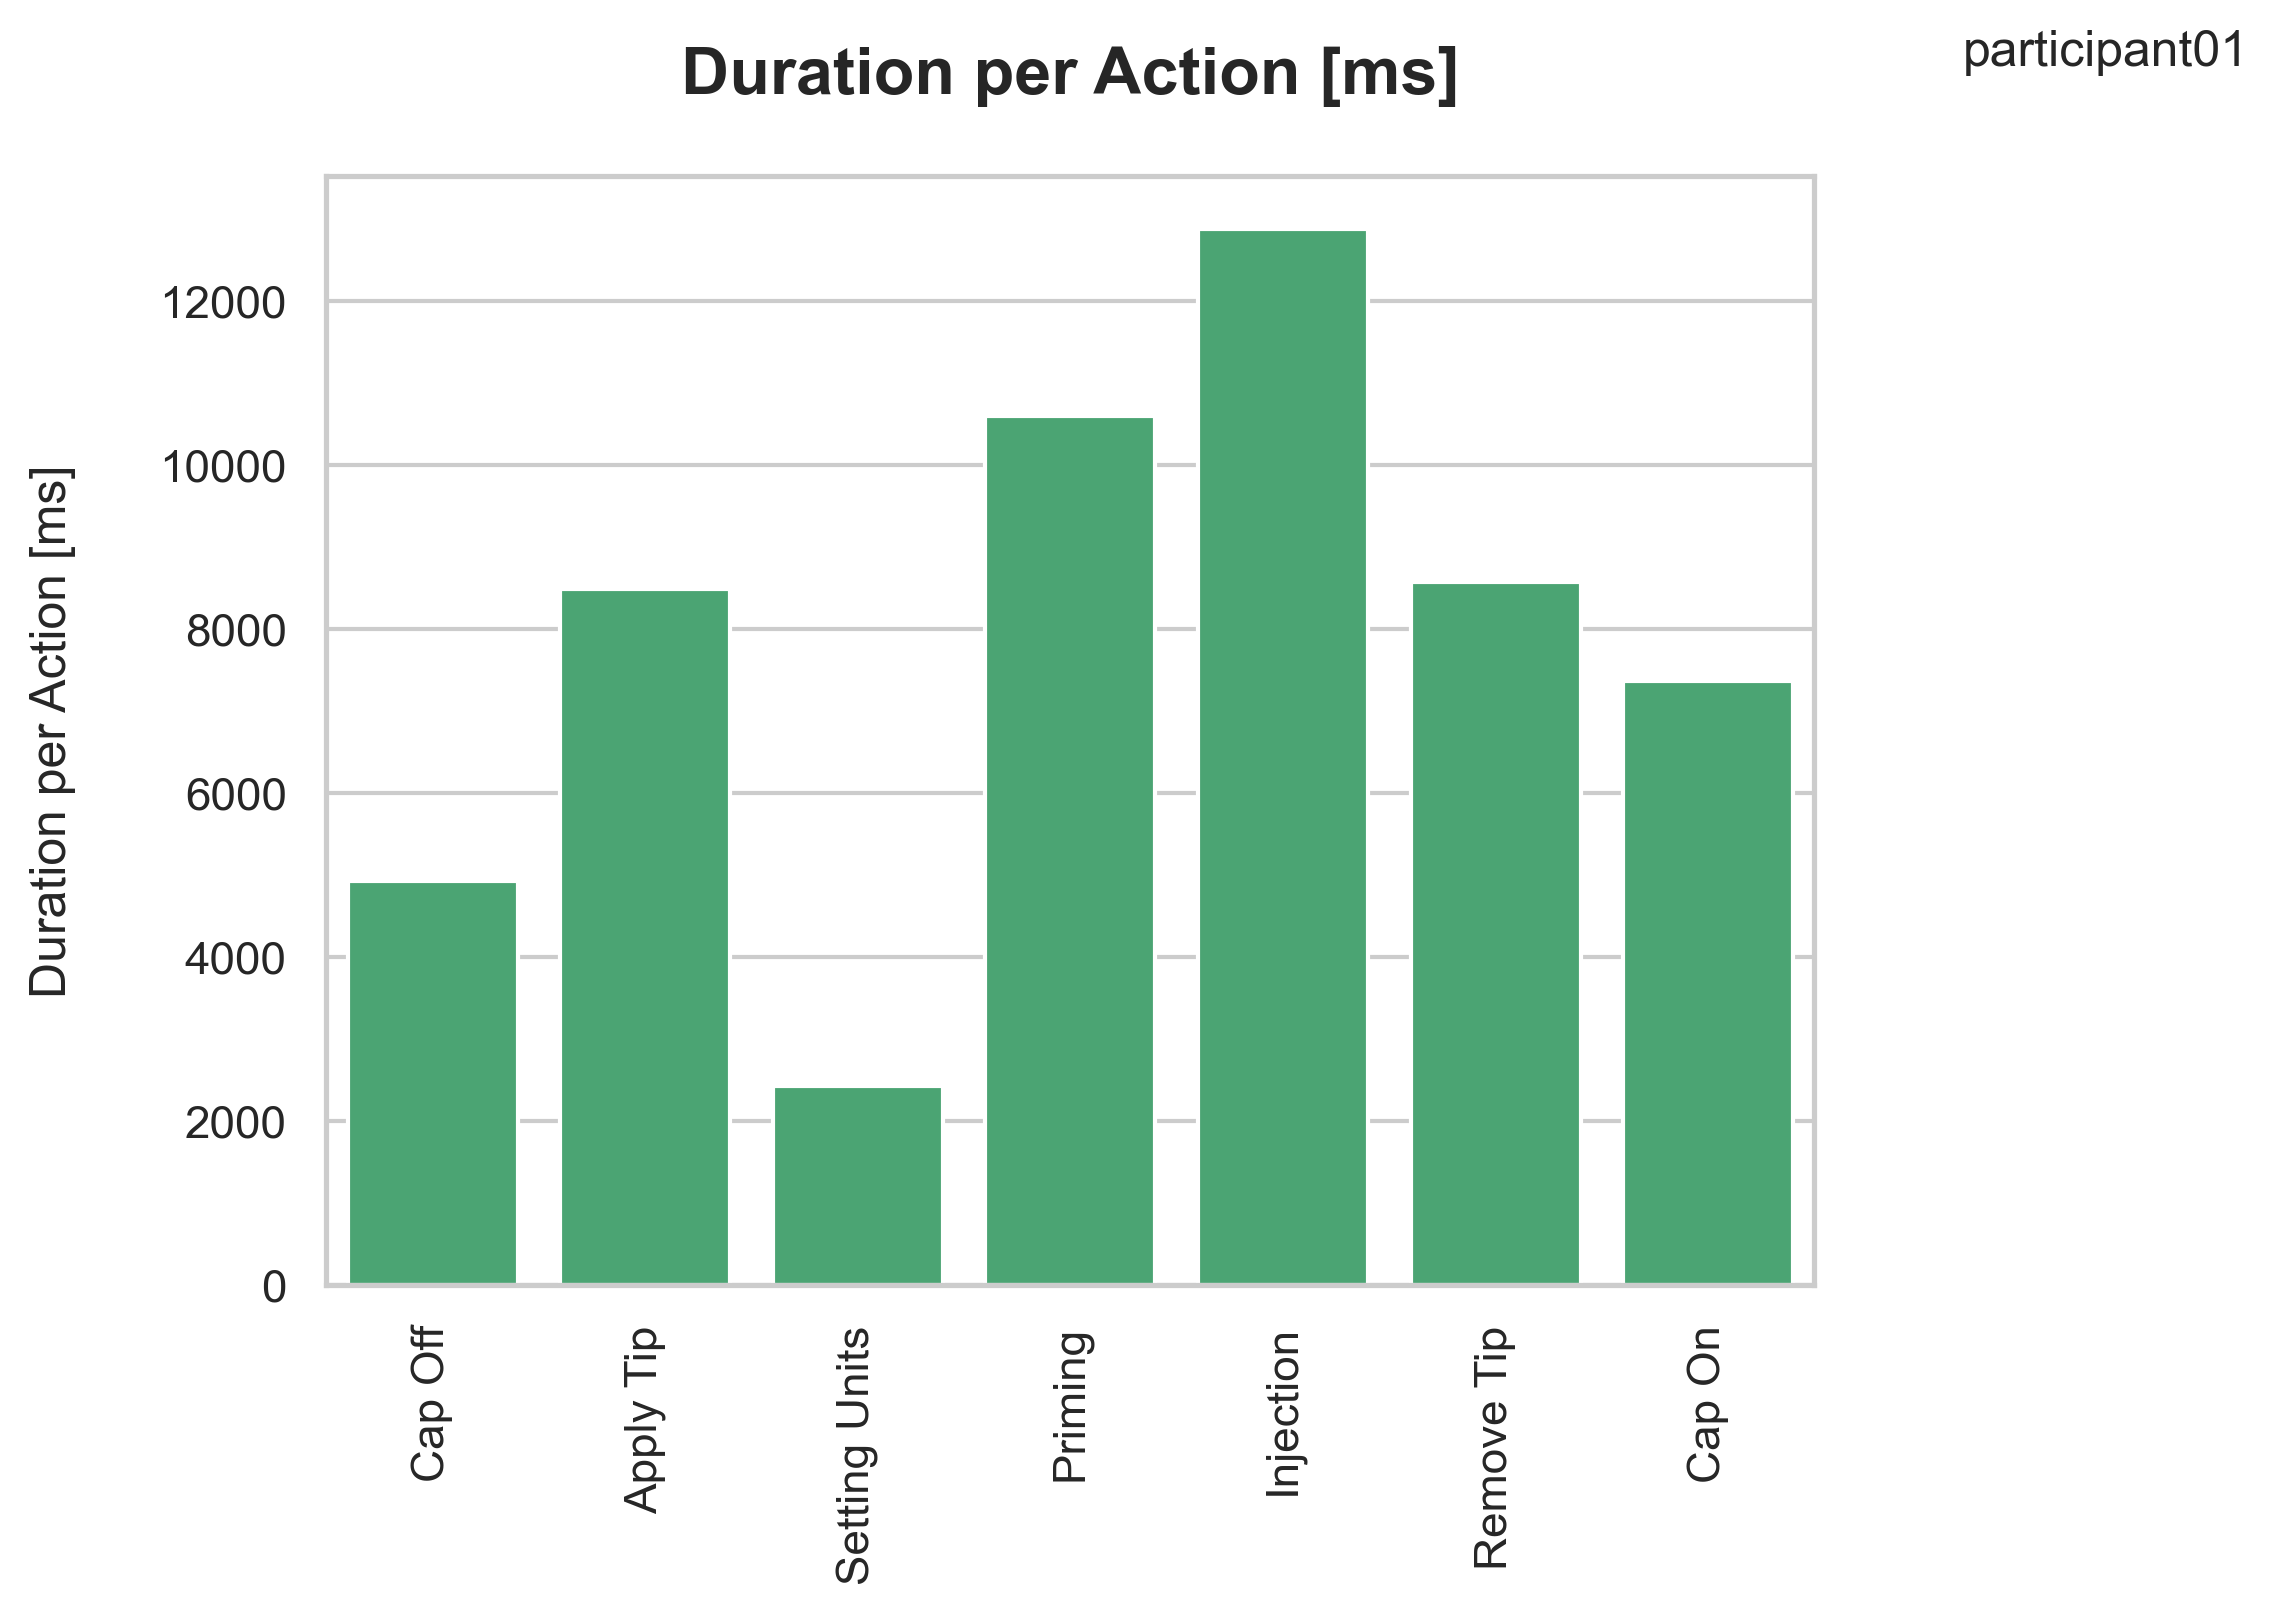 participant01
Duration per Action [ms]
Duration per Action [ms]
12000
10000
8000
6000
4000
2000
0
Cap Off
Apply Tip
Setting Units
Priming
Injection
Remove Tip
Cap On